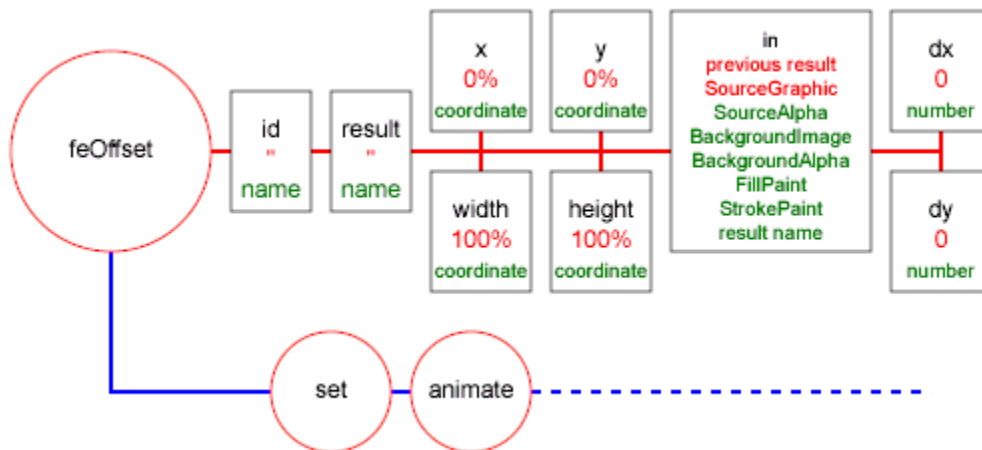 feOffset
id
"
name
result
"
name
x
0%
coordinate
width
100%
coordinate
y
0%
coordinate
height
100%
coordinate
in
previous result
SourceGraphic
SourceAlpha
BackgroundImage
BackgroundAlpha
FillPaint
StrokePaint
result name
dx
0
number
dy
0
number
set
animate